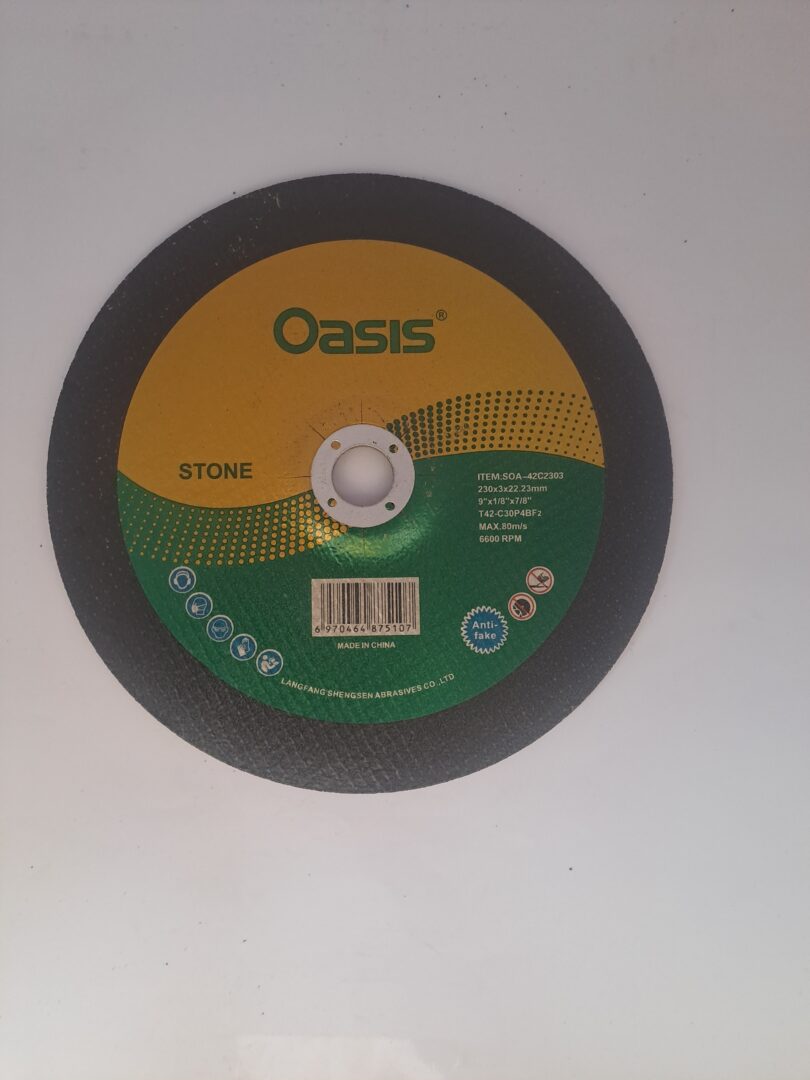 Oasis®
STONE
ITEM:SOA-42C2303
230x3x22.23mm
9"x1/8"x7/8"
T42-C30P4BF2
MAX.80m/s
6600 RPM
6 970464 875107
MADE IN CHINA
Anti-
fake
LANGFANG SHENGSEN ABRASIVES CO.,LTD